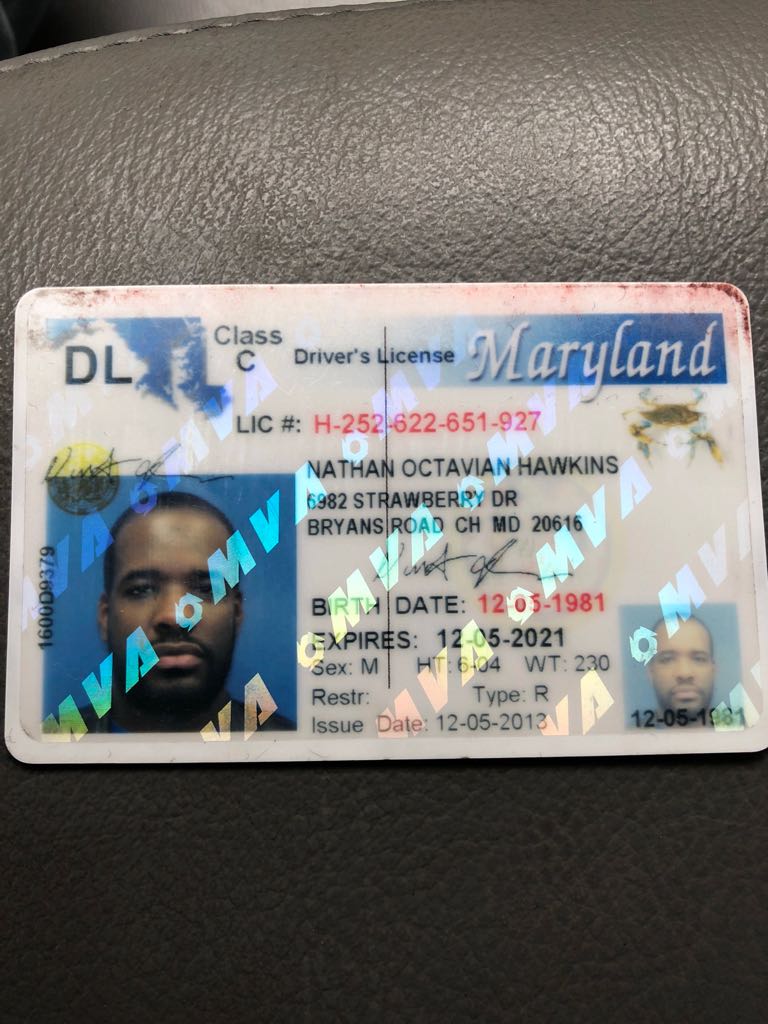 DL
Class
C
Driver's License
Maryland
LIC #: H-252-622-651-927
NATHAN OCTAVIAN HAWKINS
6982 STRAWBERRY DR
BRYANS ROAD CH MD 20616
BIRTH DATE: 12-05-1981
EXPIRES: 12-05-2021
Sex: M HT: 6-04 WT: 230
Restr: Type: R
Issue Date: 12-05-2013
12-05-1981
1600D9379
MVA MVA MVA MVA
MVA MVA MVA